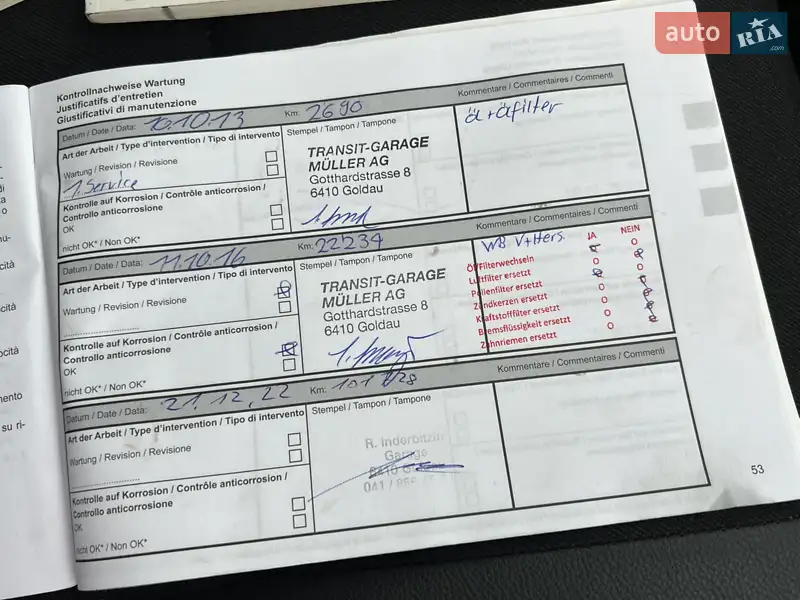 auto RIA .com
Kontrollnachweise Wartung
Justificatifs d'entretien
Giustificativi di manutenzione
Datum / Date / Data: 10.10.13 Km: 2690
Kommentare / Commentaires / Commenti
Art der Arbeit / Type d'intervention / Tipo di intervento
Wartung / Revision / Revisione
1. Service
Kontrolle auf Korrosion / Contrôle anticorrosion /
Controllo anticorrosione
OK
nicht OK* / Non OK*
Stempel / Tampon / Tampone
TRANSIT-GARAGE
MÜLLER AG
Gotthardstrasse 8
6410 Goldau
Datum / Date / Data: 11.10.16 Km: 22234
Kommentare / Commentaires / Commenti
Art der Arbeit / Type d'intervention / Tipo di intervento
Wartung / Revision / Revisione
Kontrolle auf Korrosion / Contrôle anticorrosion /
Controllo anticorrosione
OK
nicht OK* / Non OK*
Stempel / Tampon / Tampone
TRANSIT-GARAGE
MÜLLER AG
Gotthardstrasse 8
6410 Goldau
JA NEIN
Filterwechseln
Luftfilter ersetzt
Pollenfilter ersetzt
Zündkerzen ersetzt
Kraftstoffilter ersetzt
Bremsflüssigkeit ersetzt
Zahnriemen ersetzt
Datum / Date / Data: 21.12.22 Km:
Kommentare / Commentaires / Commenti
Art der Arbeit / Type d'intervention / Tipo di intervento
Wartung / Revision / Revisione
Kontrolle auf Korrosion / Contrôle anticorrosion /
Controllo anticorrosione
OK
nicht OK* / Non OK*
Stempel / Tampon / Tampone
R. Inderbitzin
Garage
53